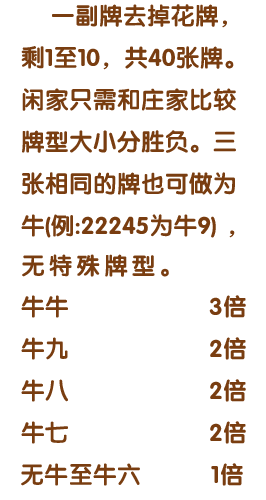 一副牌去掉花牌，
剩1至10，共40张牌。
闲家只需和庄家比较
牌型大小分胜负。三
张相同的牌也可做为
牛(例:22245为牛9)，
无特殊牌型。
牛牛 3倍
牛九 2倍
牛八 2倍
牛七 2倍
无牛至牛六 1倍